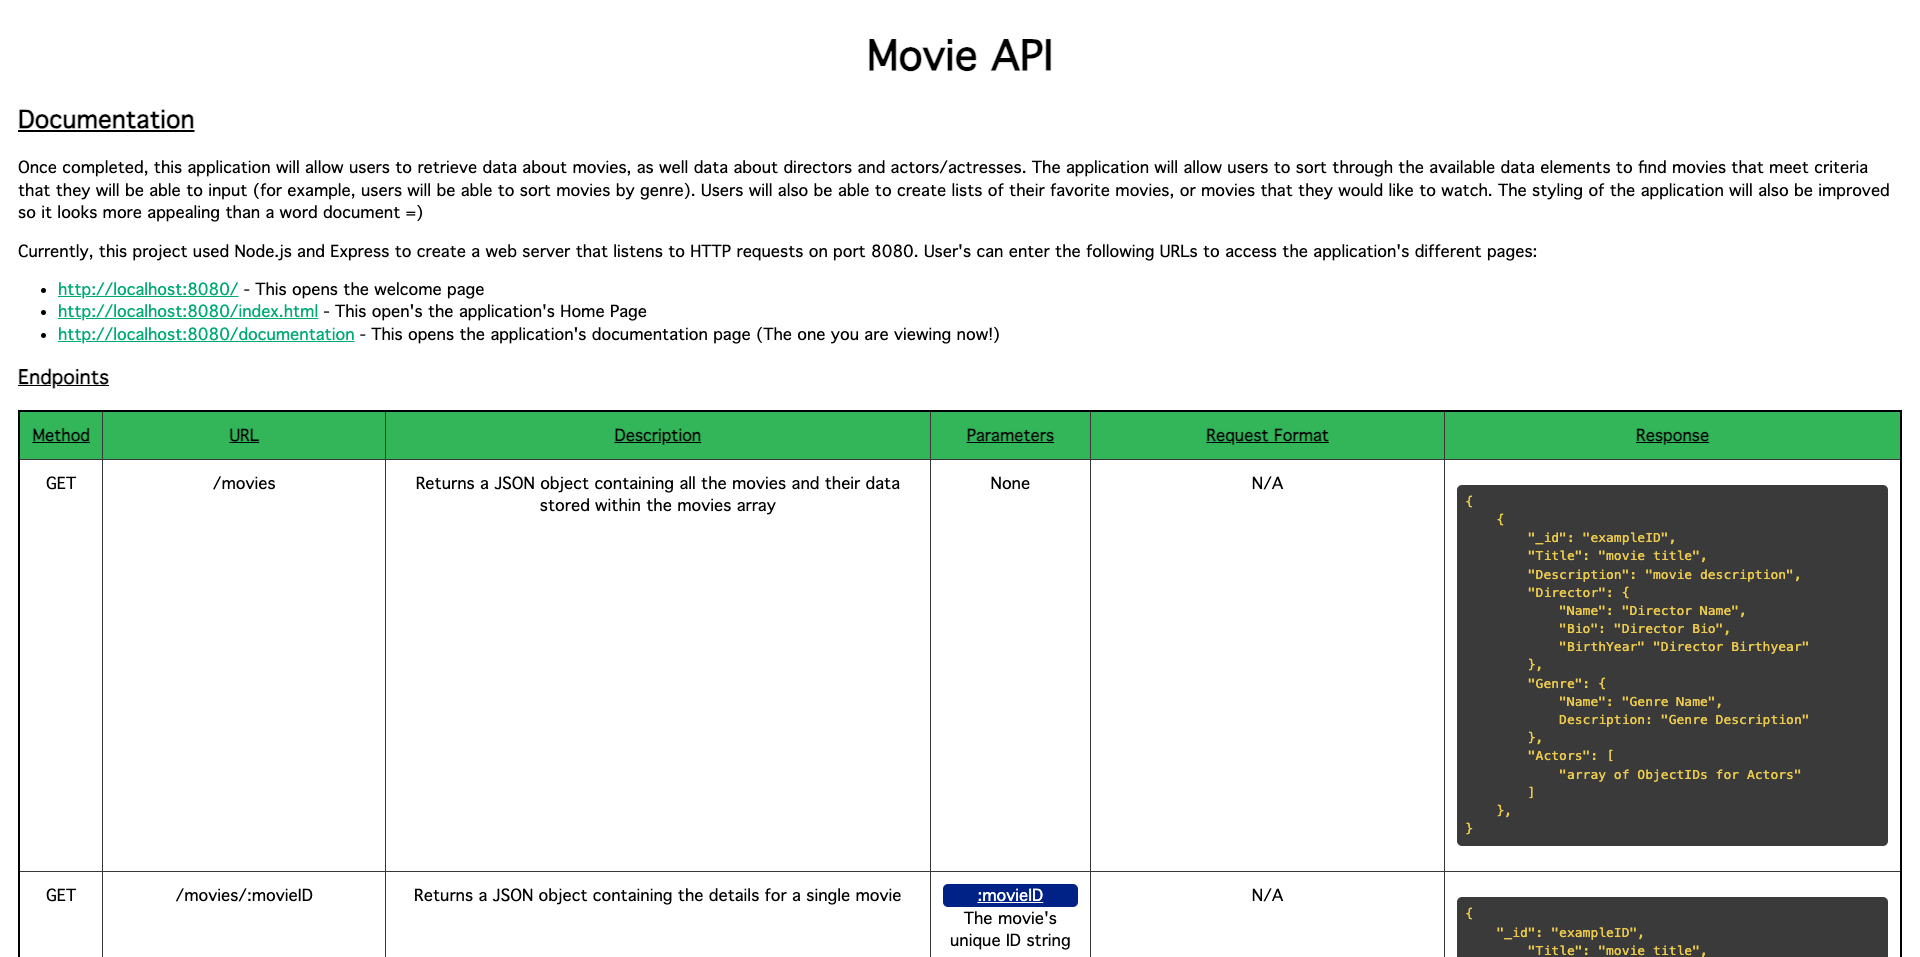 Movie API
Documentation
Once completed, this application will allow users to retrieve data about movies, as well data about directors and actors/actresses. The application will allow users to sort through the available data elements to find movies that meet criteria
that they will be able to input (for example, users will be able to sort movies by genre). Users will also be able to create lists of their favorite movies, or movies that they would like to watch. The styling of the application will also be improved
so it looks more appealing than a word document =)
Currently, this project used Node.js and Express to create a web server that listens to HTTP requests on port 8080. User's can enter the following URLs to access the application's different pages:
• http://localhost:8080/ - This opens the welcome page
• http://localhost:8080/index.html - This open's the application's Home Page
• http://localhost:8080/documentation - This opens the application's documentation page (The one you are viewing now!)
Endpoints
Method URL Description Parameters Request Format Response
GET /movies Returns a JSON object containing all the movies and their data None N/A
stored within the movies array
{
    {
        "_id": "exampleID",
        "Title": "movie title",
        "Description": "movie description",
        "Director": {
            "Name": "Director Name",
            "Bio": "Director Bio",
            "BirthYear" "Director Birthyear"
        },
        "Genre": {
            "Name": "Genre Name",
            Description: "Genre Description"
        },
        "Actors": [
            "array of ObjectIDs for Actors"
        ]
    },
}
GET /movies/:movieID Returns a JSON object containing the details for a single movie :movieID N/A
The movie's
unique ID string
{
    "_id": "exampleID",
        "Title": "movie title",